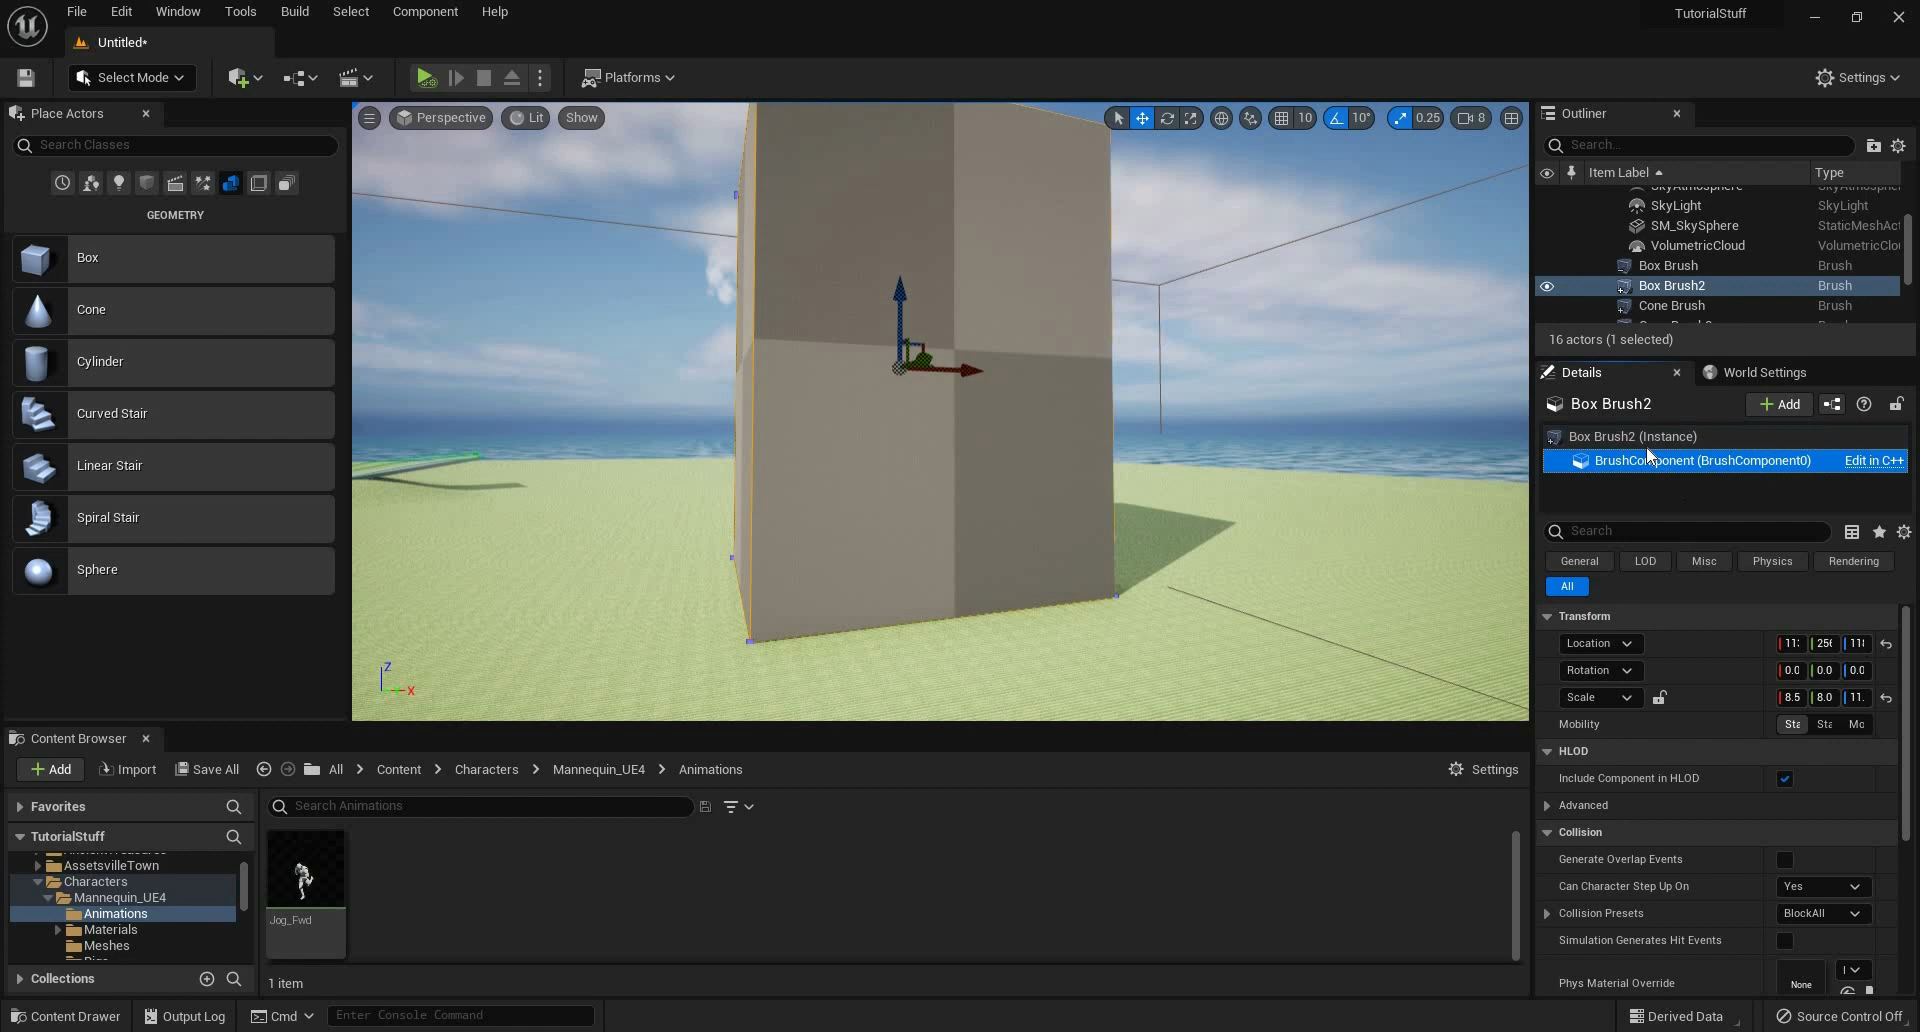 File Edit Window Tools Build Select Component Help
TutorialStuff
Untitled*
Select Mode
Platforms
Settings
Place Actors
Search Classes
GEOMETRY
Box
Cone
Cylinder
Curved Stair
Linear Stair
Spiral Stair
Sphere
Perspective Lit Show
10 10° 0.25 8
Z
X
Outliner
Search...
Item Label Type
SkyAtmosphere
SkyLight SkyLight
SM_SkySphere StaticMeshAct
VolumetricCloud VolumetricClou
Box Brush Brush
Box Brush2 Brush
Cone Brush Brush
16 actors (1 selected)
Details World Settings
Box Brush2
Add
Box Brush2 (Instance)
BrushComponent (BrushComponent0) Edit in C++
Search
General LOD Misc Physics Rendering
All
Transform
Location 256
Rotation 0.0 0.0 0.0
Scale 8.5 8.0 11.
Mobility Sta Sta Mo
HLOD
Include Component in HLOD
Advanced
Collision
Generate Overlap Events
Can Character Step Up On Yes
Collision Presets BlockAll
Simulation Generates Hit Events
Phys Material Override None
Content Browser
Add Import Save All All Content Characters Mannequin_UE4 Animations Settings
Favorites
Search Animations
TutorialStuff
AssetsvilleTown
Characters
Mannequin_UE4
Animations
Materials
Meshes
Collections
Jog_Fwd
1 item
Content Drawer Output Log Cmd Enter Console Command Derived Data Source Control Off